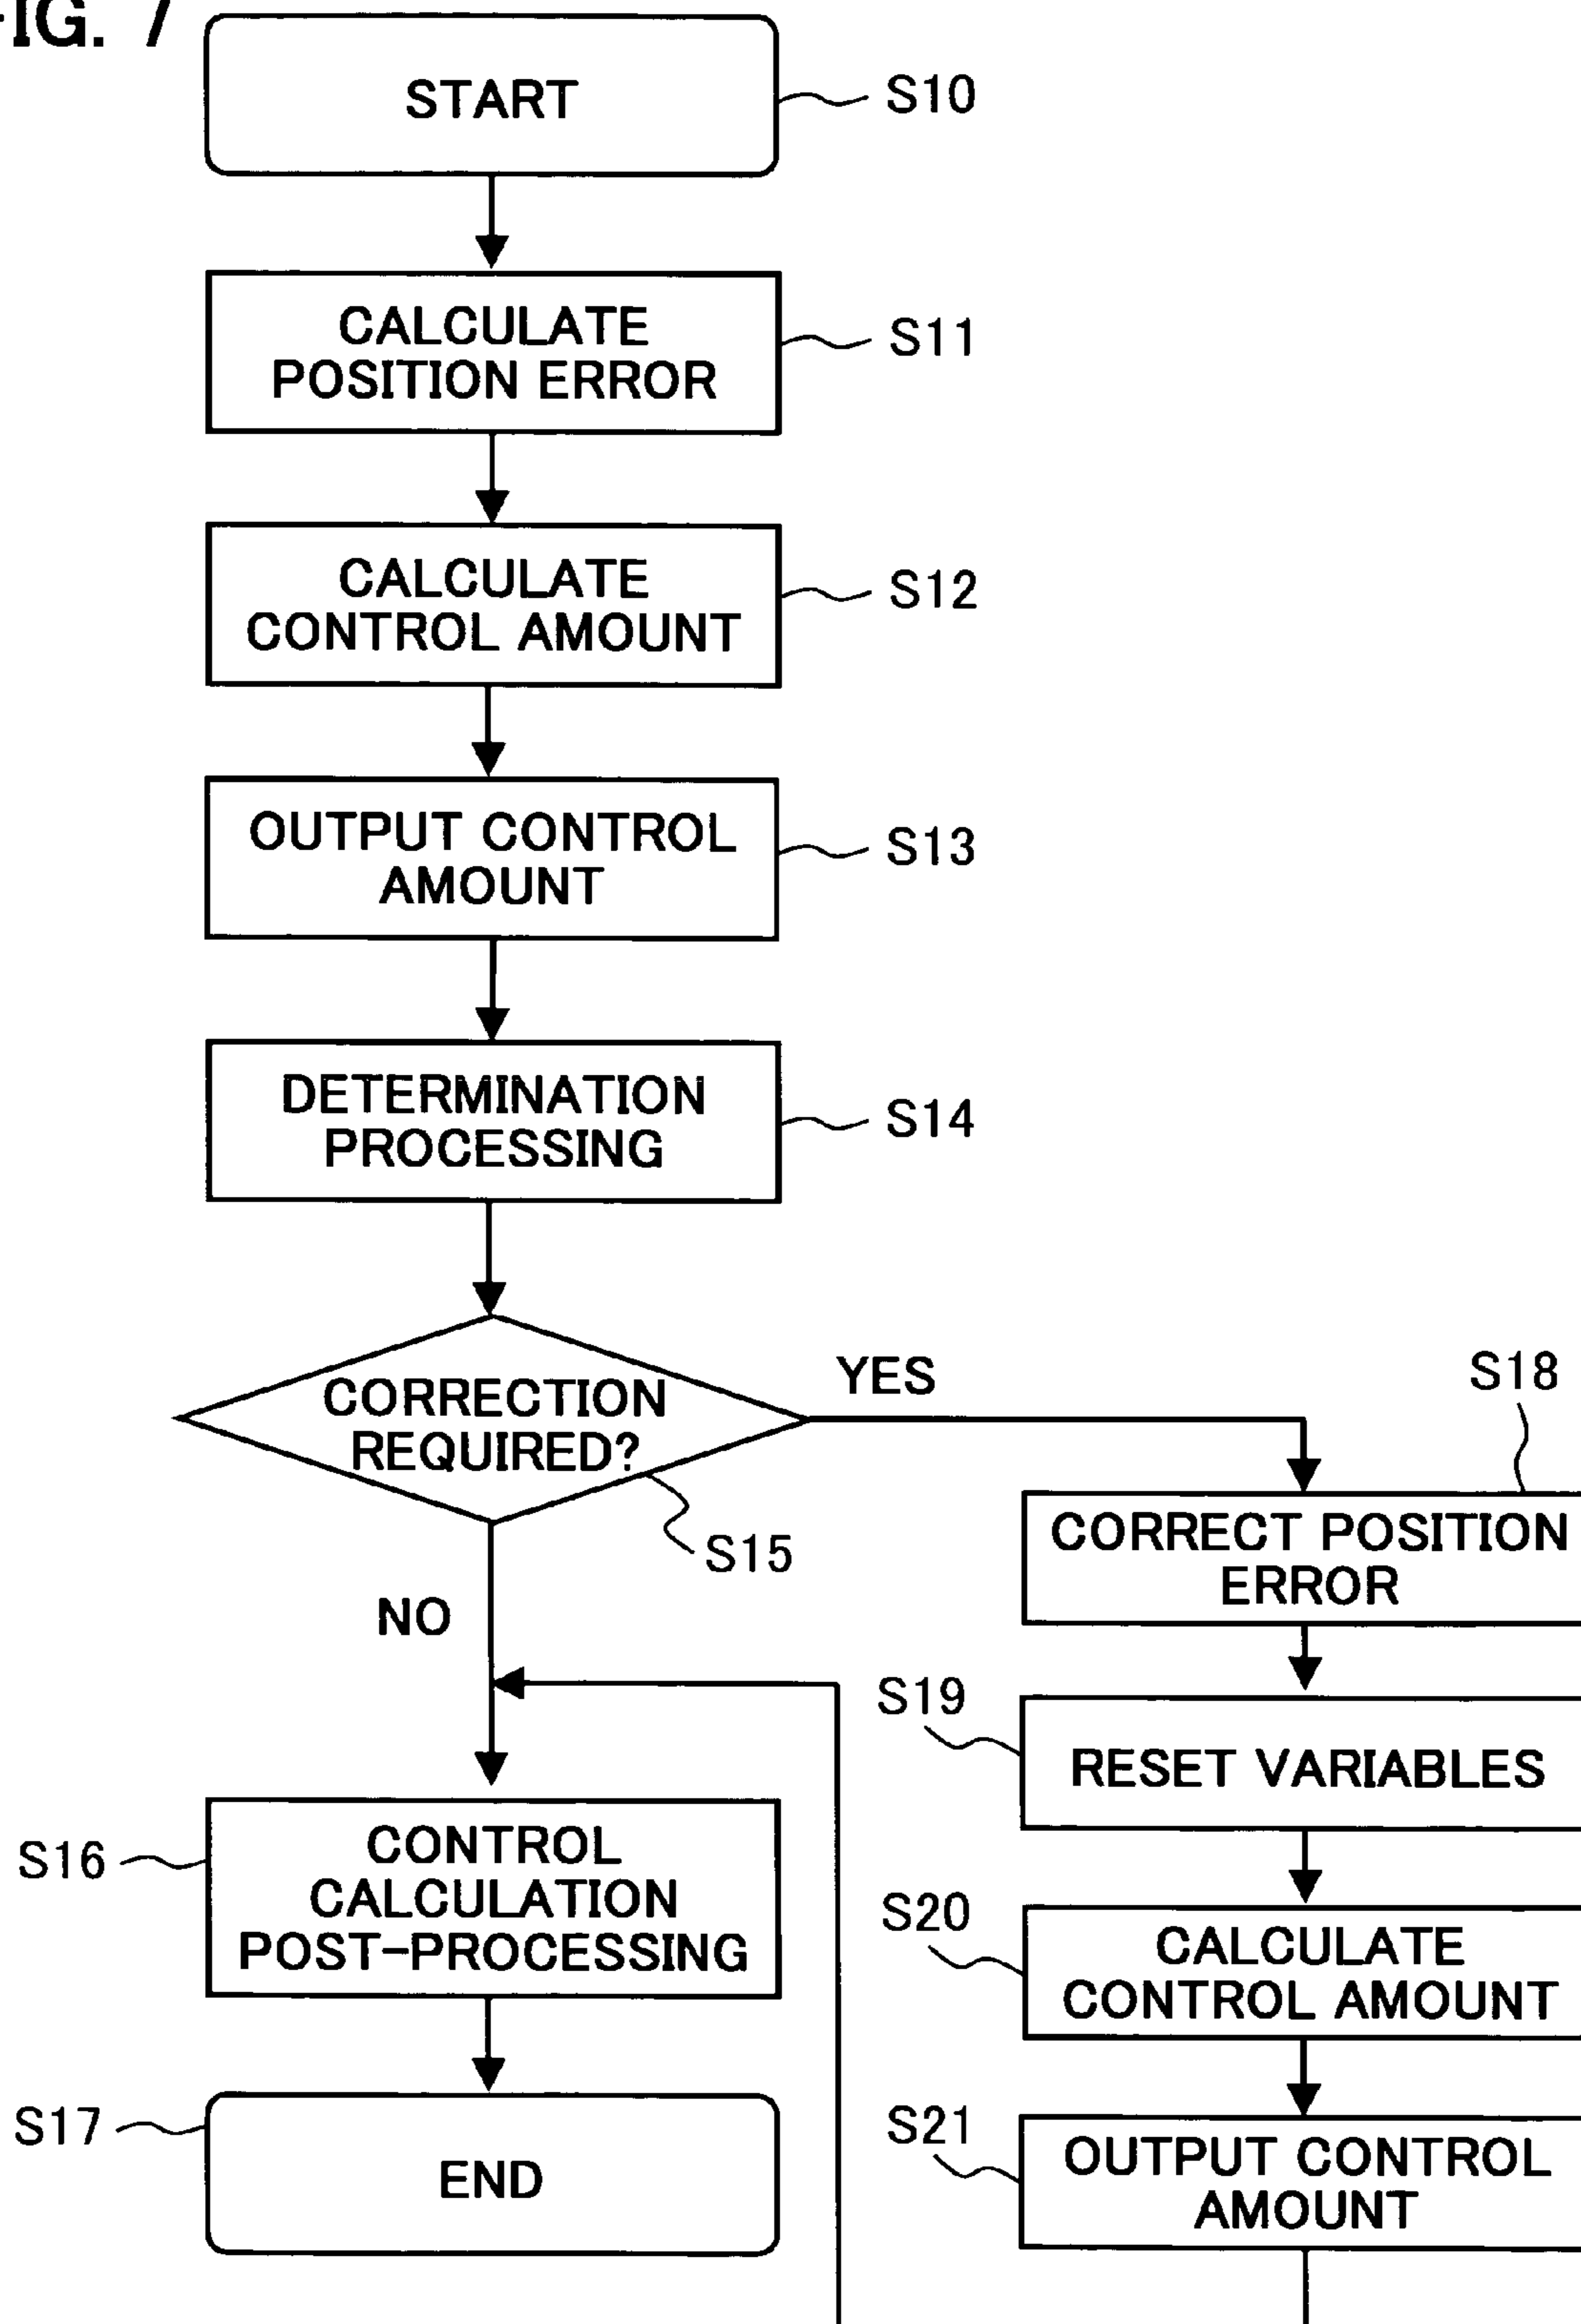 FIG. 7
START
S10
CALCULATE
POSITION ERROR
S11
CALCULATE
CONTROL AMOUNT
S12
OUTPUT CONTROL
AMOUNT
S13
DETERMINATION
PROCESSING
S14
CORRECTION
REQUIRED?
YES
S15
NO
S18
CORRECT POSITION
ERROR
S19
RESET VARIABLES
S16
CONTROL
CALCULATION
POST-PROCESSING
S20
CALCULATE
CONTROL AMOUNT
S17
END
S21
OUTPUT CONTROL
AMOUNT